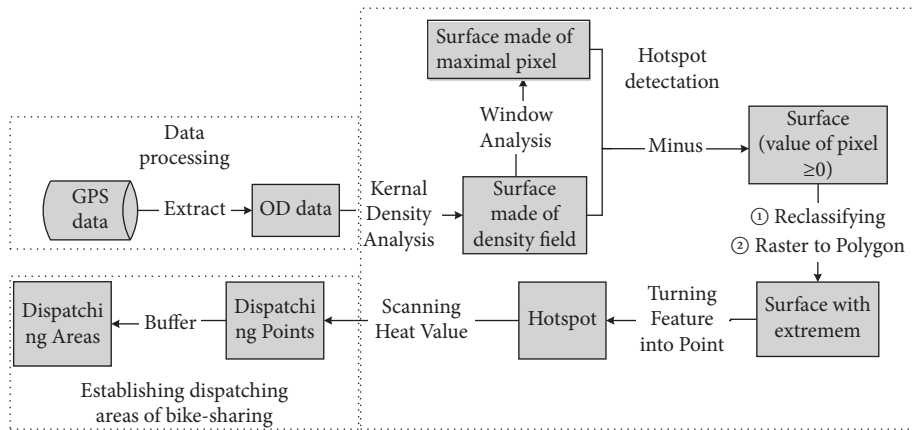 Surface made of
maximal pixel
Hotspot
detection
Window
Analysis
Data
processing
GPS
data
Extract
OD data
Kernal
Density
Analysis
Surface
made of
density field
Minus
Surface
(value of pixel
≥0)
① Reclassifying
② Raster to Polygon
Surface with
extremem
Turning
Feature
into Point
Hotspot
Scanning
Heat Value
Dispatchi
ng Points
Buffer
Dispatchi
ng Areas
Establishing dispatching
areas of bike-sharing